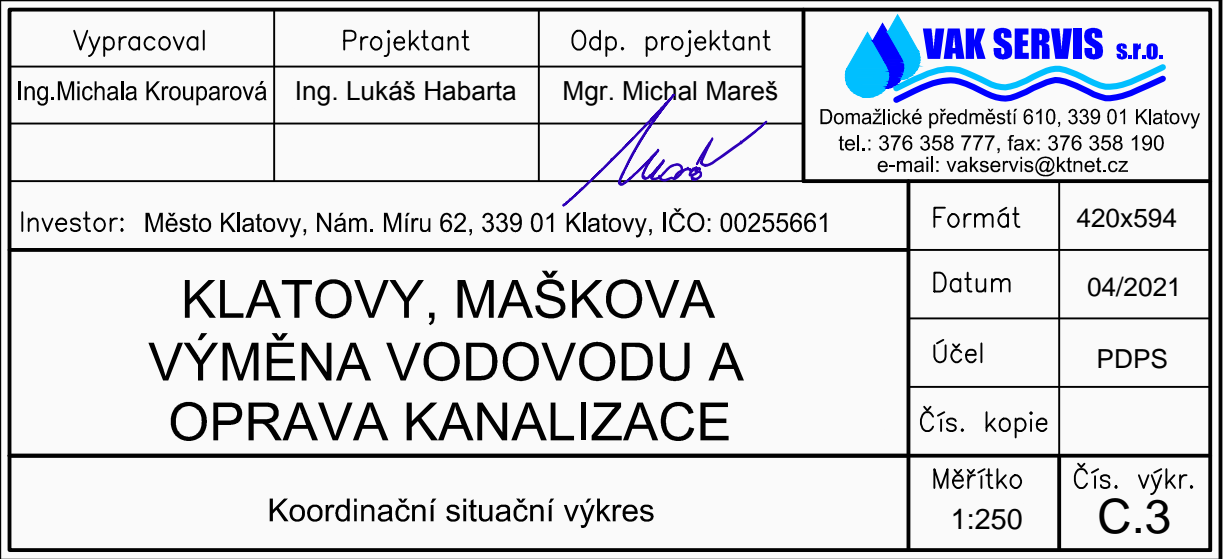 Vypracoval
Projektant
Odp. projektant
Ing.Michala Krouparová
Ing. Lukáš Habarta
Mgr. Michal Mareš
VAK SERVIS s.r.o.
Domažlické předměstí 610, 339 01 Klatovy
tel.: 376 358 777, fax: 376 358 190
e-mail: vakservis@ktnet.cz
Investor: Město Klatovy, Nám. Míru 62, 339 01 Klatovy, IČO: 00255661
Formát
420x594
KLATOVY, MAŠKOVA
VÝMĚNA VODOVODU A
OPRAVA KANALIZACE
Datum
04/2021
Účel
PDPS
Čís. kopie
Koordinační situační výkres
Měřítko
1:250
Čís. výkr.
C.3